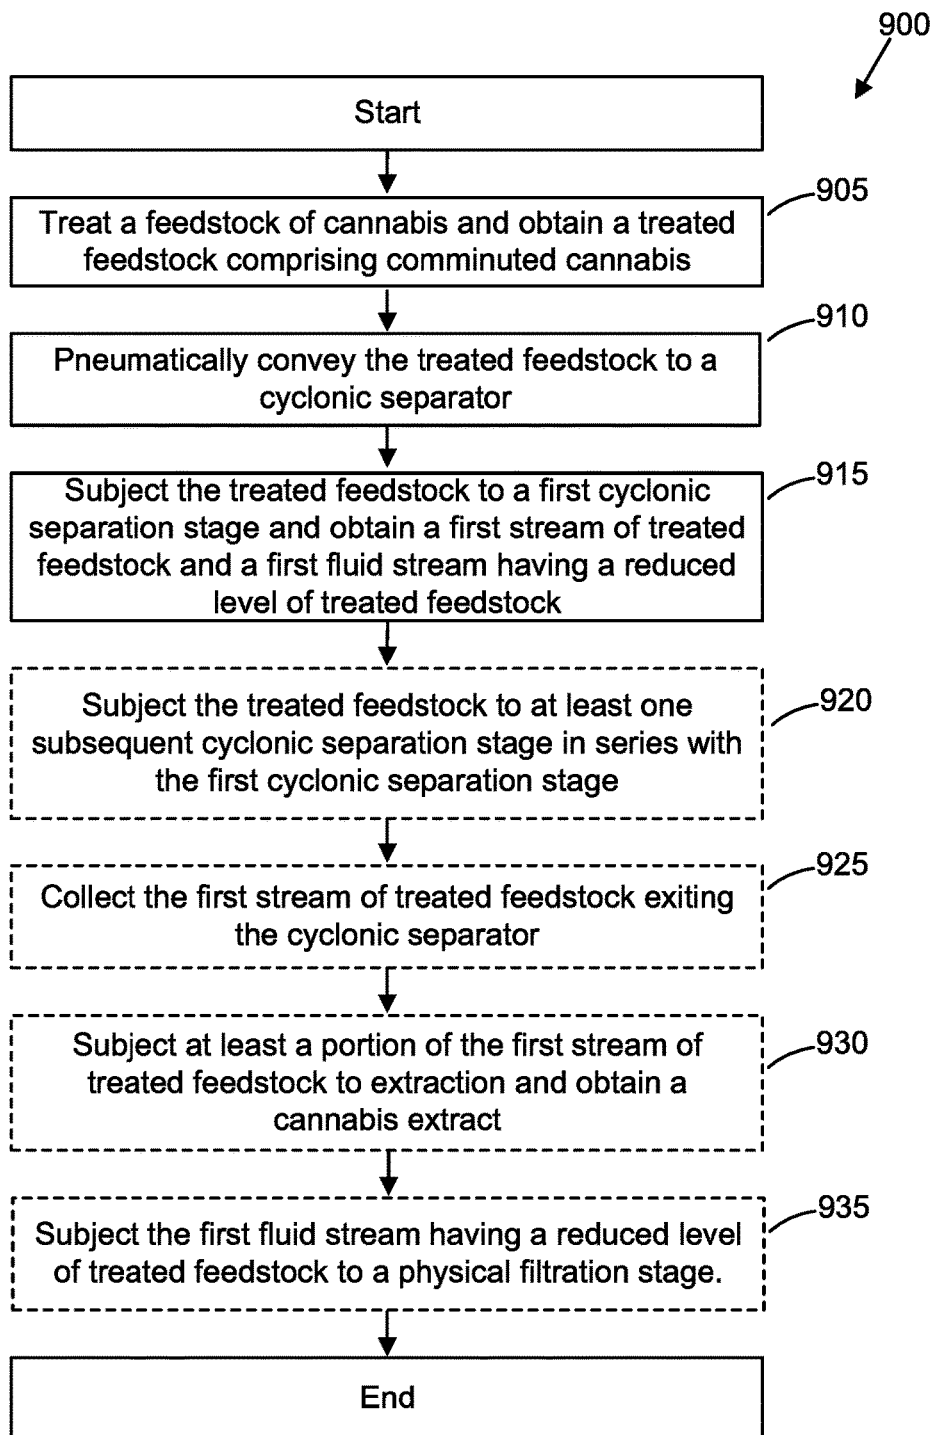 900
Start
905
Treat a feedstock of cannabis and obtain a treated
feedstock comprising comminuted cannabis
910
Pneumatically convey the treated feedstock to a
cyclonic separator
915
Subject the treated feedstock to a first cyclonic
separation stage and obtain a first stream of treated
feedstock and a first fluid stream having a reduced
level of treated feedstock
920
Subject the treated feedstock to at least one
subsequent cyclonic separation stage in series with
the first cyclonic separation stage
925
Collect the first stream of treated feedstock exiting
the cyclonic separator
930
Subject at least a portion of the first stream of
treated feedstock to extraction and obtain a
cannabis extract
935
Subject the first fluid stream having a reduced level
of treated feedstock to a physical filtration stage.
End